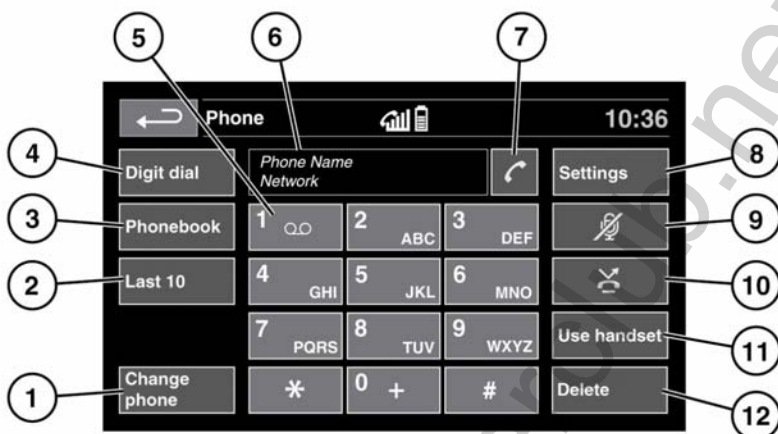 5
6
7
Phone
10:36
4
Digit dial
Phone Name
Network
Settings
8
3
Phonebook
1
2 ABC
3 DEF
9
2
Last 10
4 GHI
5 JKL
6 MNO
10
7 PQRS
8 TUV
9 WXYZ
Use handset
11
1
Change
phone
*
0 +
#
Delete
12